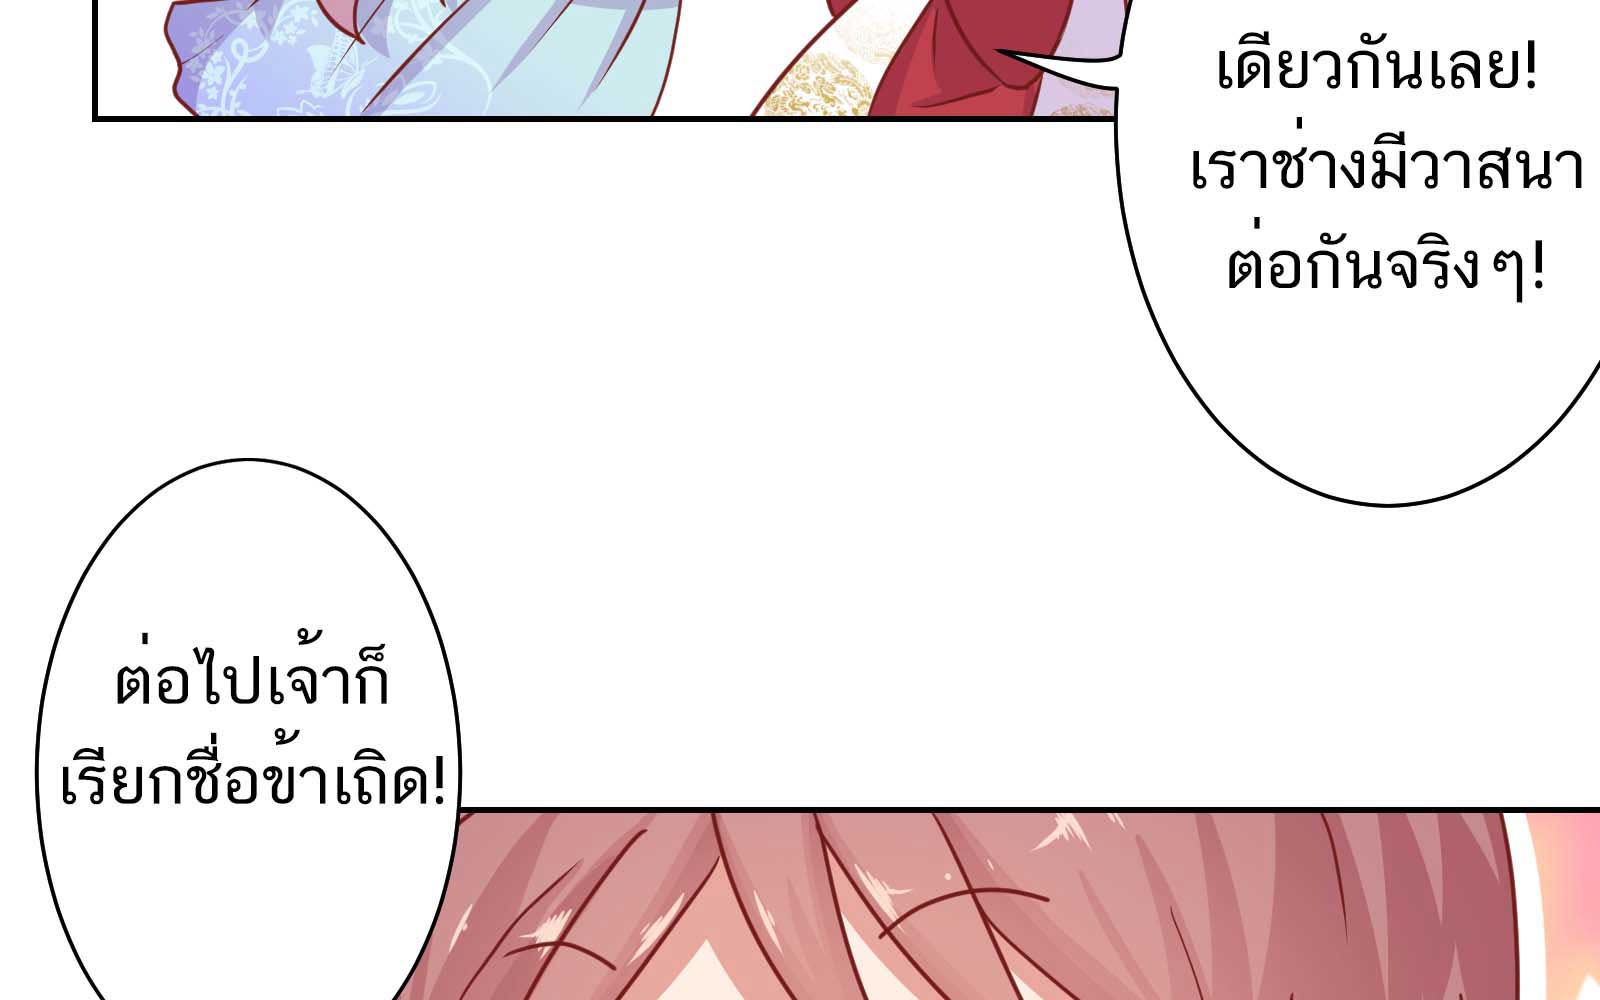 เดียวกันเลย!
เราช่างมีวาสนา
ต่อกันจริงๆ!
ต่อไปเจ้าก็
เรียกชื่อข้าเถิด!